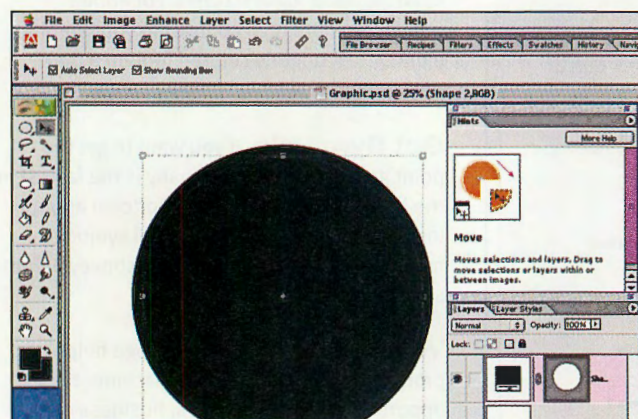 File Edit Image Enhance Layer Select Filter View Window Help
File Browser Recipes Filters Effects Swatches History Navi
Auto Select Layer Show Bounding Box
Graphic.psd @ 25% (Shape 2,RGB)
Hints
More Help
Move
Moves selections and layers. Drag to
move selections or layers within or
between images.
Layers Layer Styles
Normal Opacity: 100%
Lock:
Sha...